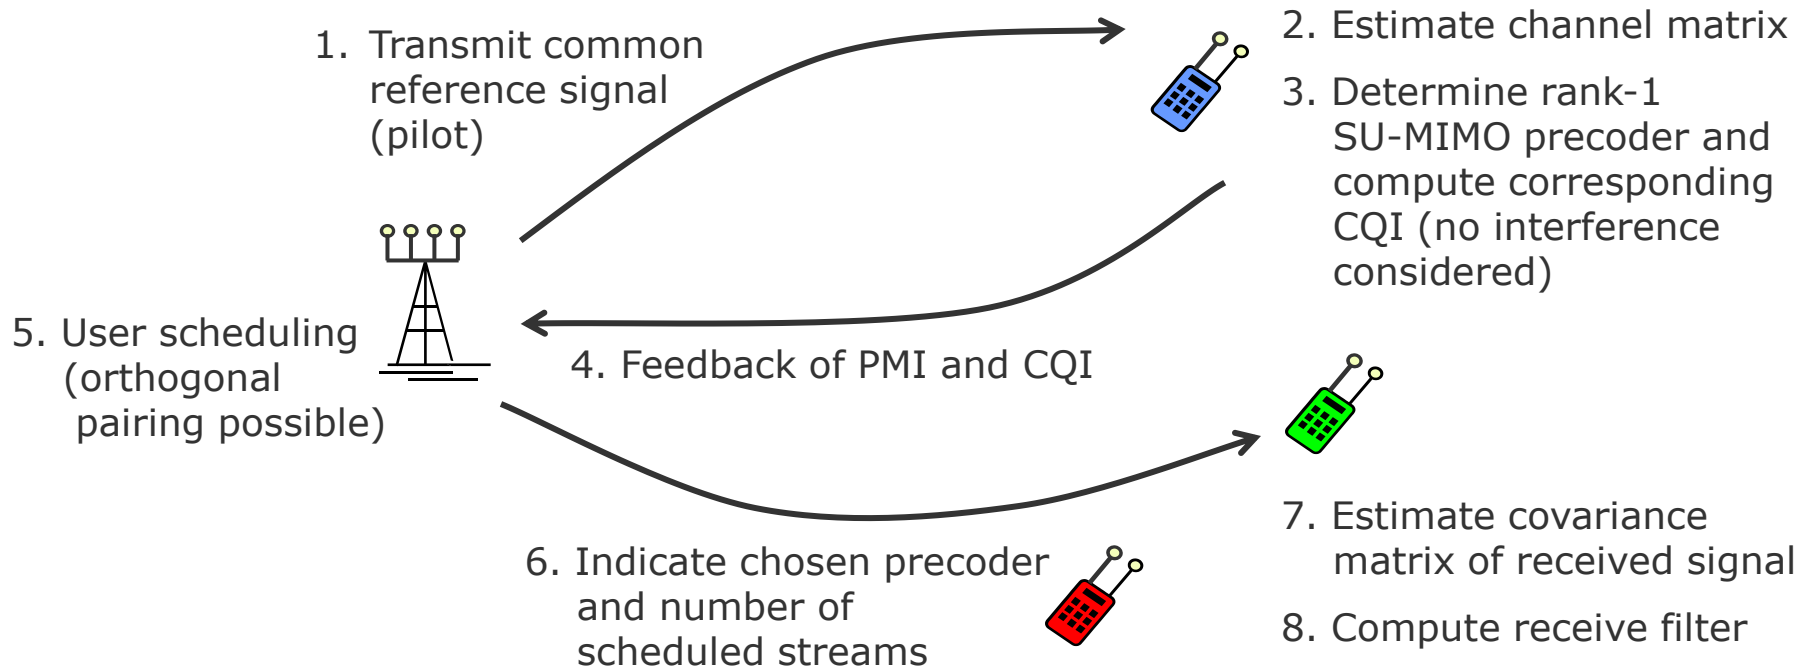 1. Transmit common
reference signal
(pilot)
2. Estimate channel matrix
3. Determine rank-1
SU-MIMO precoder and
compute corresponding
CQI (no interference
considered)
4. Feedback of PMI and CQI
5. User scheduling
(orthogonal
pairing possible)
6. Indicate chosen precoder
and number of
scheduled streams
7. Estimate covariance
matrix of received signal
8. Compute receive filter